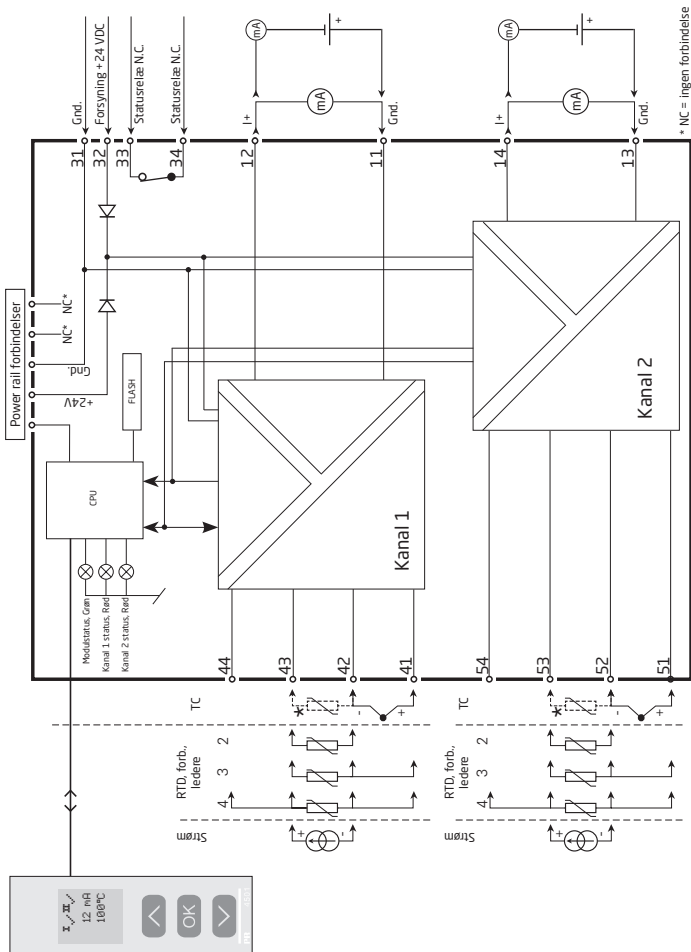 Power rail forbindelser
+24V
Gnd.
NC*
NC*
FLASH
CPU
Modulstatus, Grøn
Kanal 1 status, Rød
Kanal 2 status, Rød
31
Gnd.
32
Forsyning +24 VDC
33
Statusrelæ N.C.
34
Statusrelæ N.C.
12
I+
mA
mA
+
11
Gnd.
14
I+
mA
mA
+
13
Gnd.
* NC = ingen forbindelse
Kanal 1
Kanal 2
44
43
42
41
54
53
52
51
TC
*
-
+
RTD, forb., ledere
2
3
4
Strøm
+
-
TC
*
-
+
RTD, forb., ledere
2
3
4
Strøm
+
-
I II
12 mA
100°C
OK
PR
4501